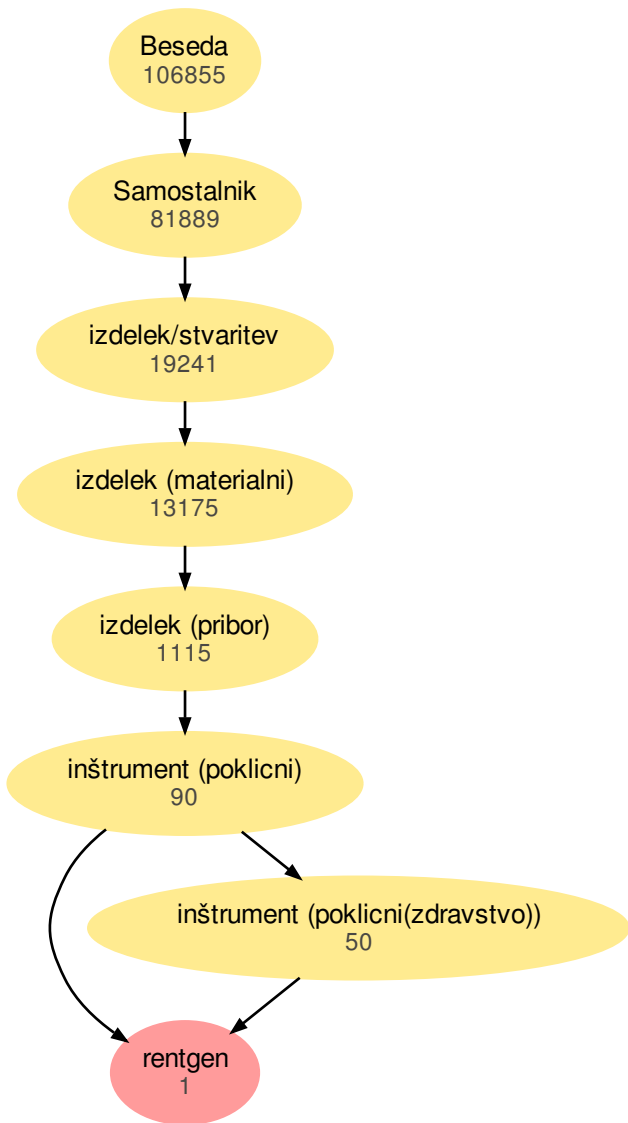 Beseda
106855
Samostalnik
81889
izdelek/stvaritev
19241
izdelek (materialni)
13175
izdelek (pribor)
1115
inštrument (poklicni)
90
inštrument (poklicni(zdravstvo))
50
rentgen
1